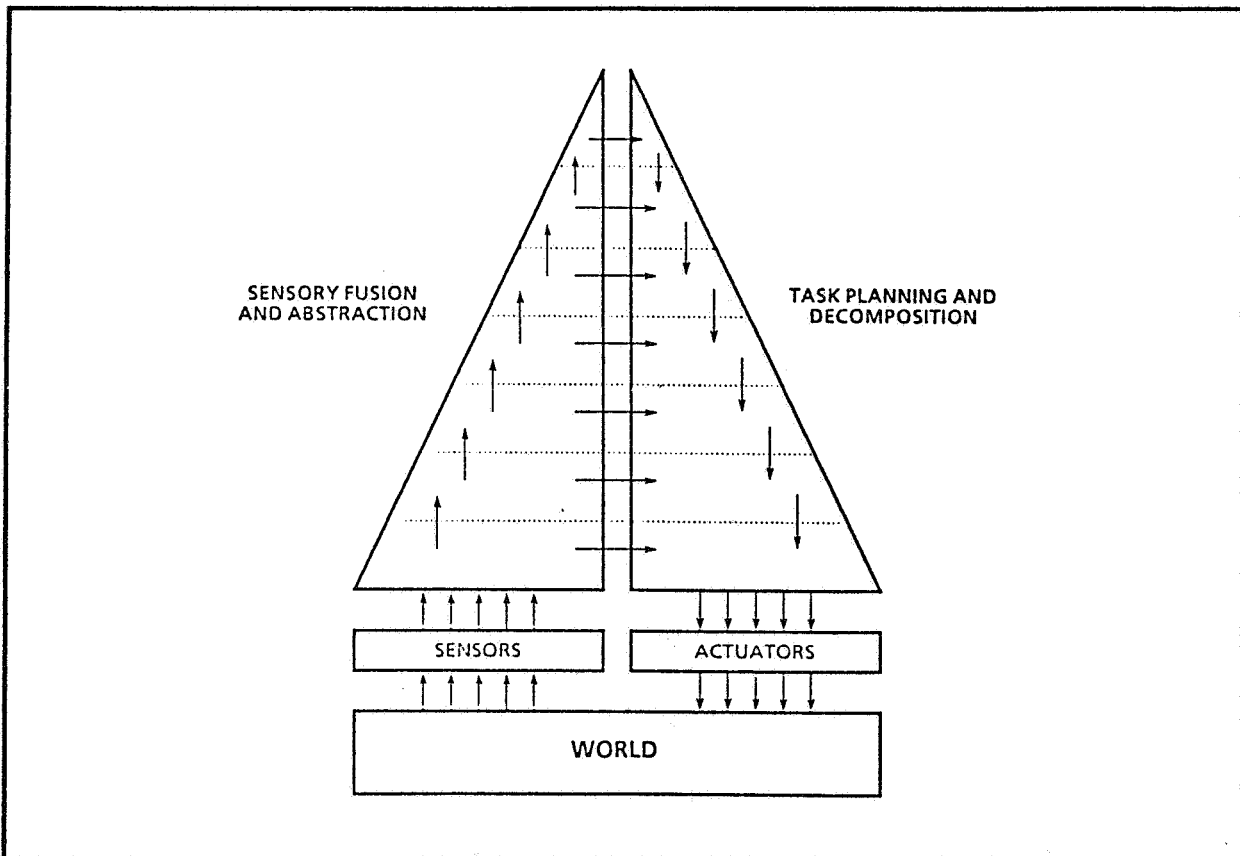 SENSORY FUSION
AND ABSTRACTION
TASK PLANNING AND
DECOMPOSITION
SENSORS
ACTUATORS
WORLD